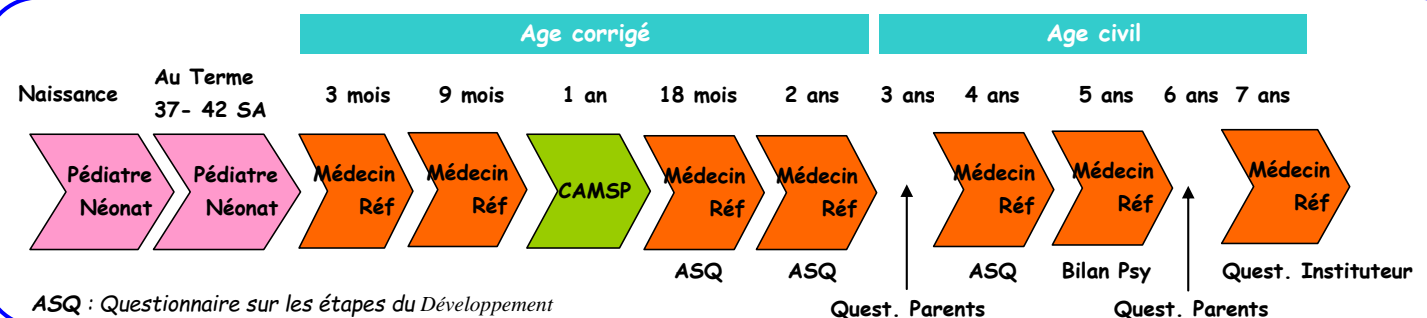 Age corrigé
Age civil
Naissance
Au Terme
37- 42 SA
3 mois
9 mois
1 an
18 mois
2 ans
3 ans
4 ans
5 ans
6 ans
7 ans
Pédiatre
Néonat
Pédiatre
Néonat
Médecin
Réf
Médecin
Réf
CAMSP
Médecin
Réf
Médecin
Réf
Médecin
Réf
Médecin
Réf
Médecin
Réf
ASQ
ASQ
ASQ
Bilan Psy
Quest. Instituteur
ASQ : Questionnaire sur les étapes du Développement
Quest. Parents
Quest. Parents